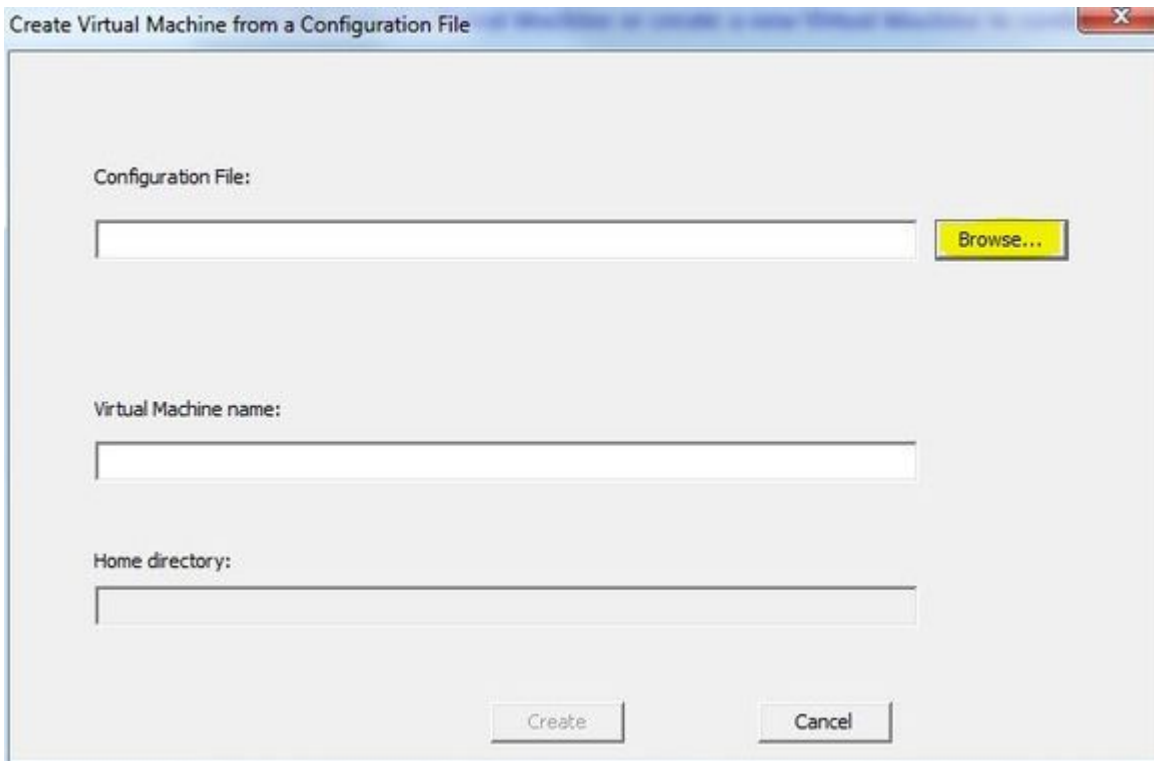 Create Virtual Machine from a Configuration File
Configuration File:
Browse...
Virtual Machine name:
Home directory:
Create
Cancel